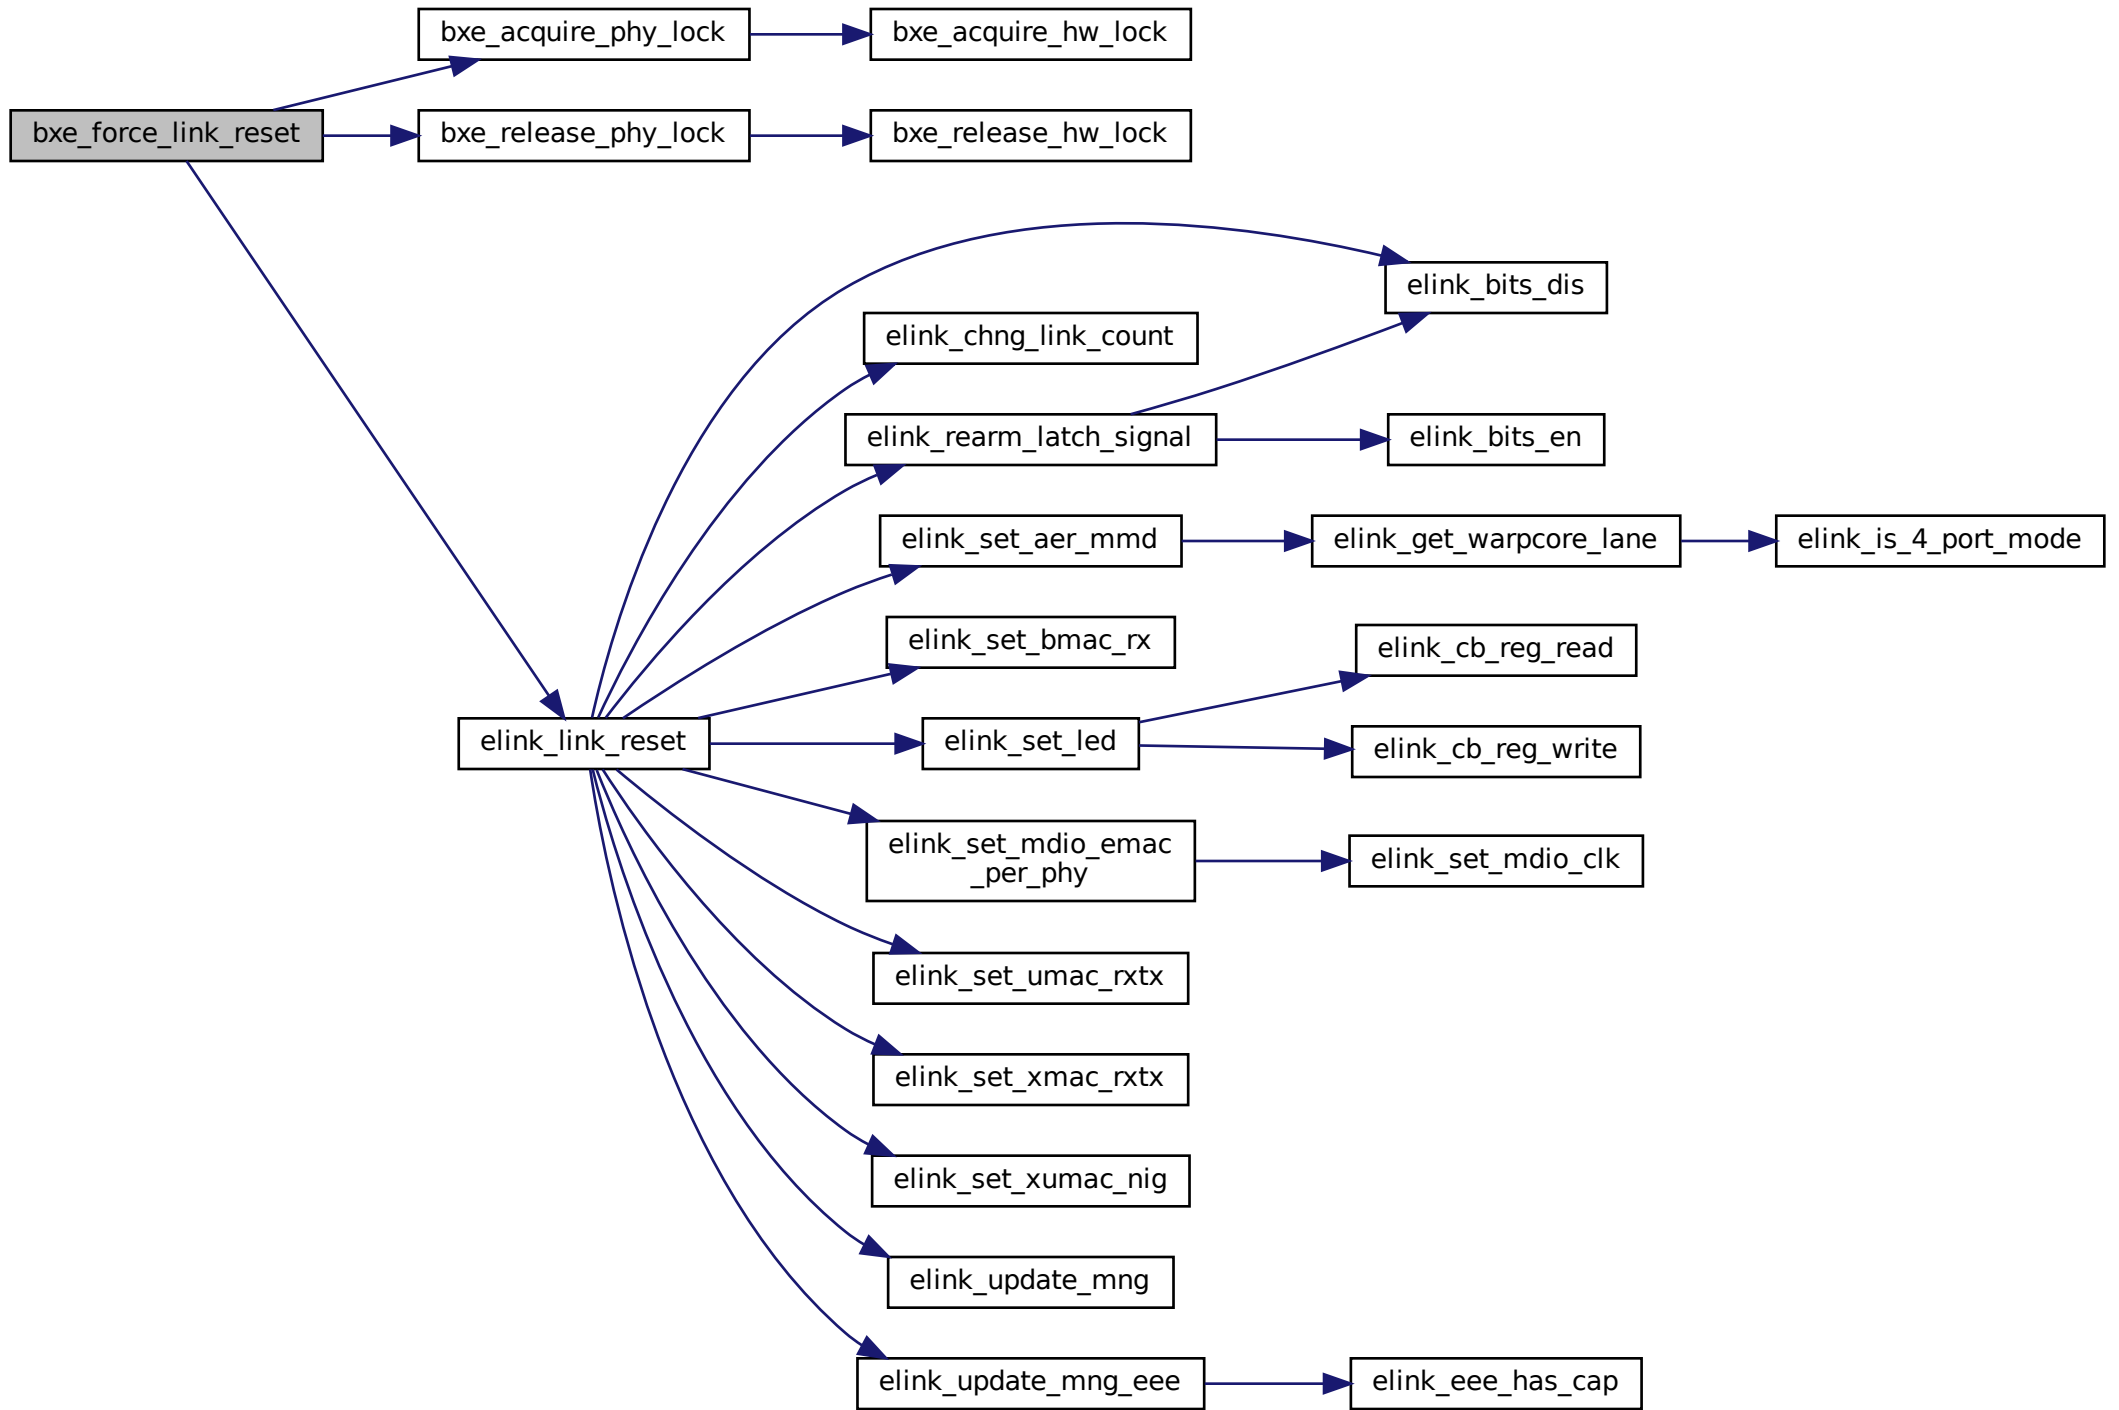 bxe_acquire_phy_lock
bxe_acquire_hw_lock
bxe_force_link_reset
bxe_release_phy_lock
bxe_release_hw_lock
elink_bits_dis
elink_chng_link_count
elink_rearm_latch_signal
elink_bits_en
elink_set_aer_mmd
elink_get_warpcore_lane
elink_is_4_port_mode
elink_set_bmac_rx
elink_cb_reg_read
elink_link_reset
elink_set_led
elink_cb_reg_write
elink_set_mdio_emac
_per_phy
elink_set_mdio_clk
elink_set_umac_rxtx
elink_set_xmac_rxtx
elink_set_xumac_nig
elink_update_mng
elink_update_mng_eee
elink_eee_has_cap